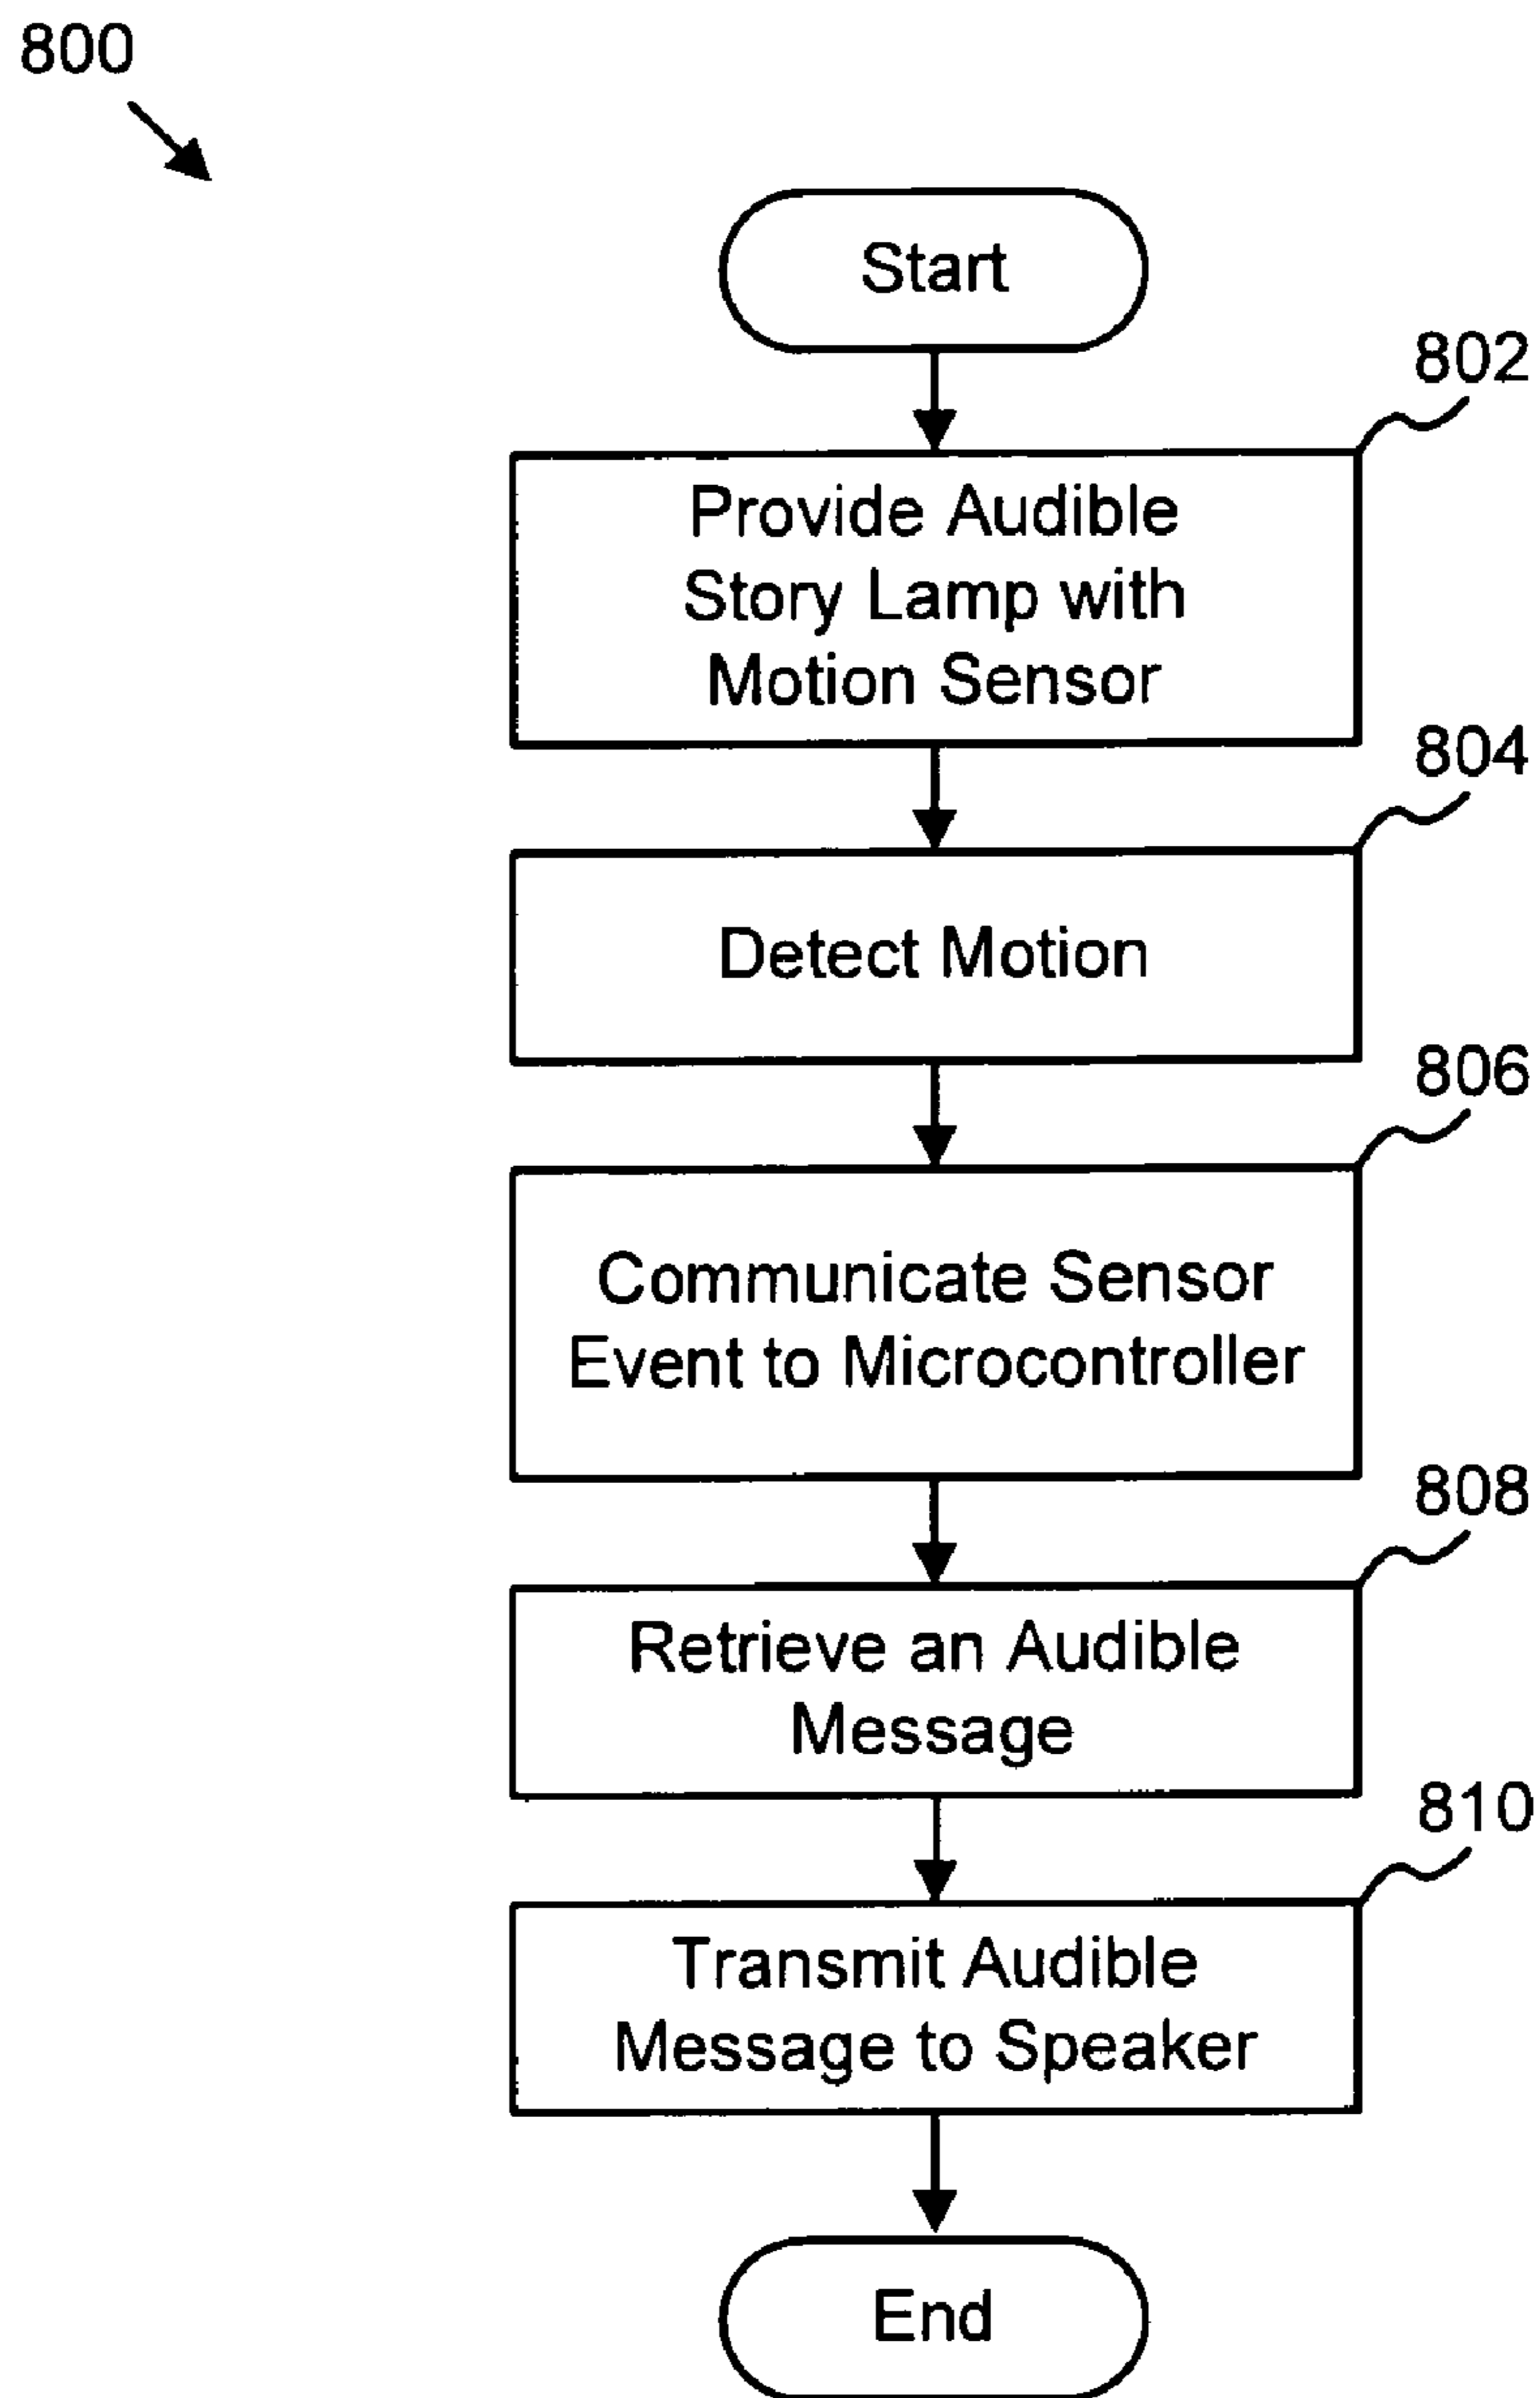 800
Start
802
Provide Audible
Story Lamp with
Motion Sensor
804
Detect Motion
806
Communicate Sensor
Event to Microcontroller
808
Retrieve an Audible
Message
810
Transmit Audible
Message to Speaker
End